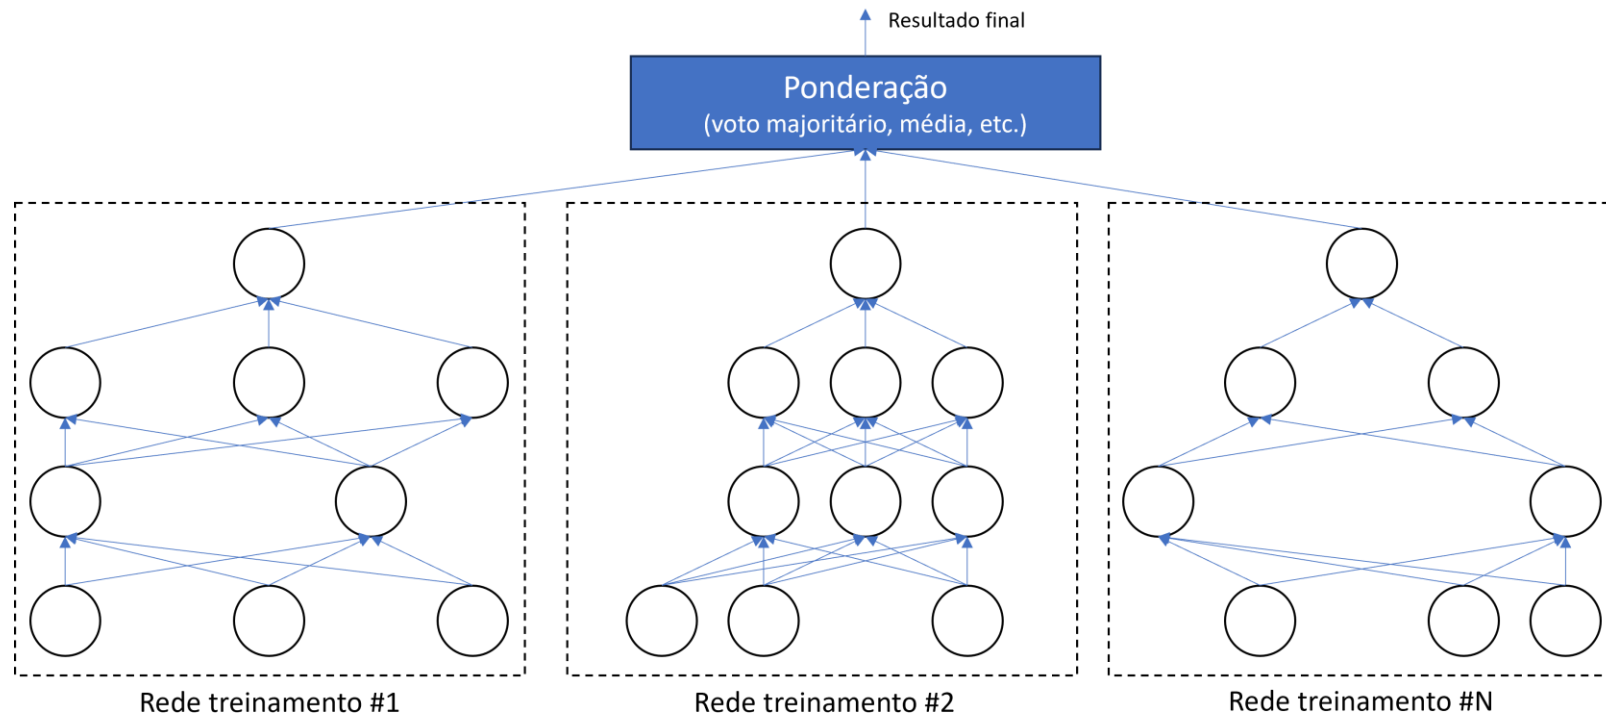 Resultado final
Ponderação
(voto majoritário, média, etc.)
Rede treinamento #1
Rede treinamento #2
Rede treinamento #N